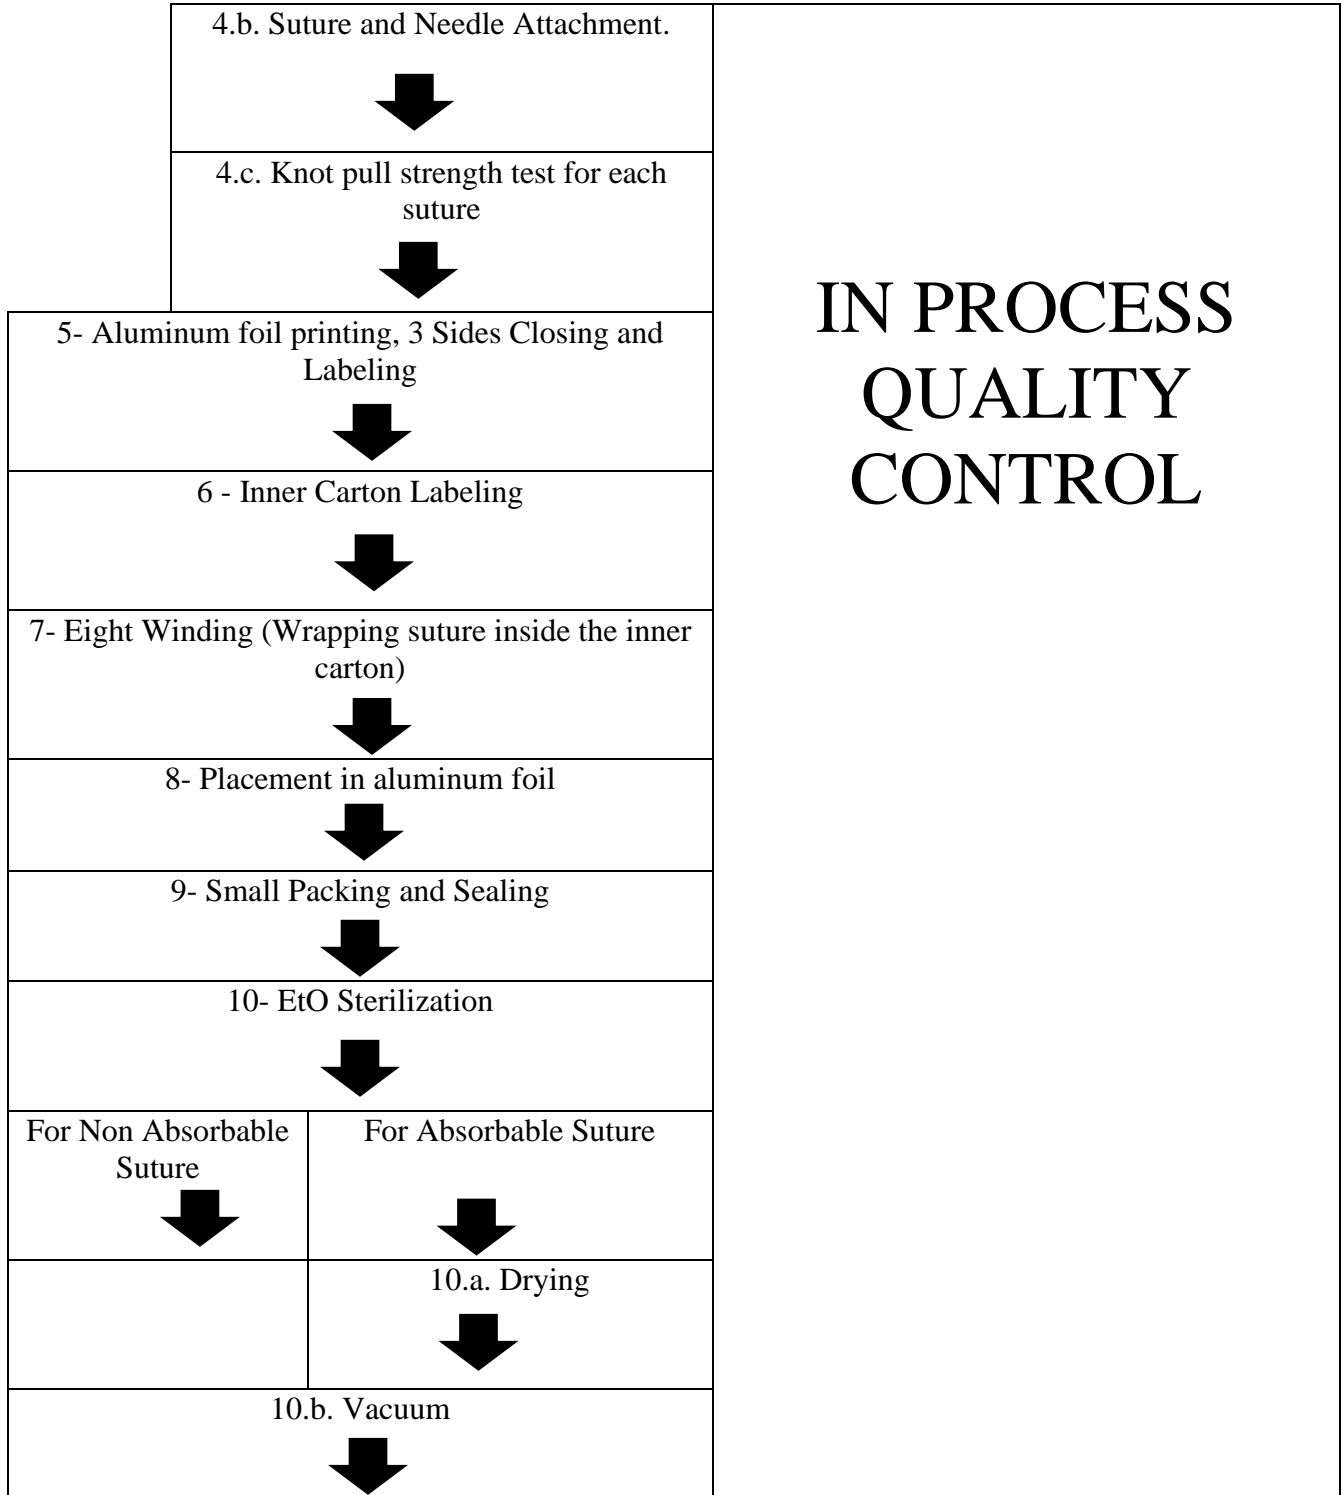 4.b. Suture and Needle Attachment.
4.c. Knot pull strength test for each
suture
5- Aluminum foil printing, 3 Sides Closing and
Labeling
6 - Inner Carton Labeling
7- Eight Winding (Wrapping suture inside the inner
carton)
8- Placement in aluminum foil
9- Small Packing and Sealing
10- EtO Sterilization
For Non Absorbable
Suture
For Absorbable Suture
10.a. Drying
10.b. Vacuum
IN PROCESS
QUALITY
CONTROL